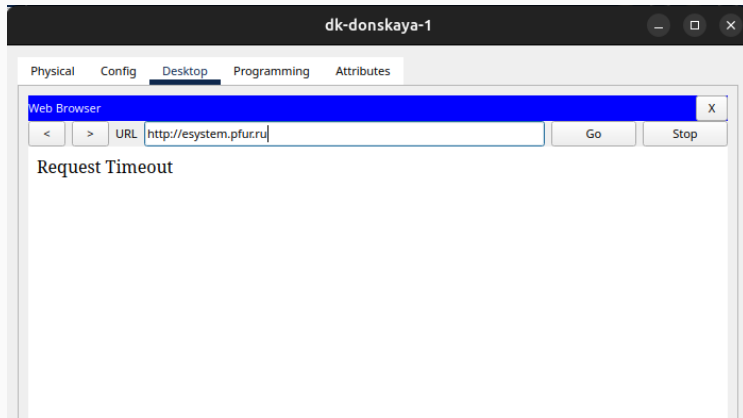 dk-donskaya-1
Physical Config Desktop Programming Attributes
Web Browser X
< > URL http://esystem.pfur.ru Go Stop
Request Timeout